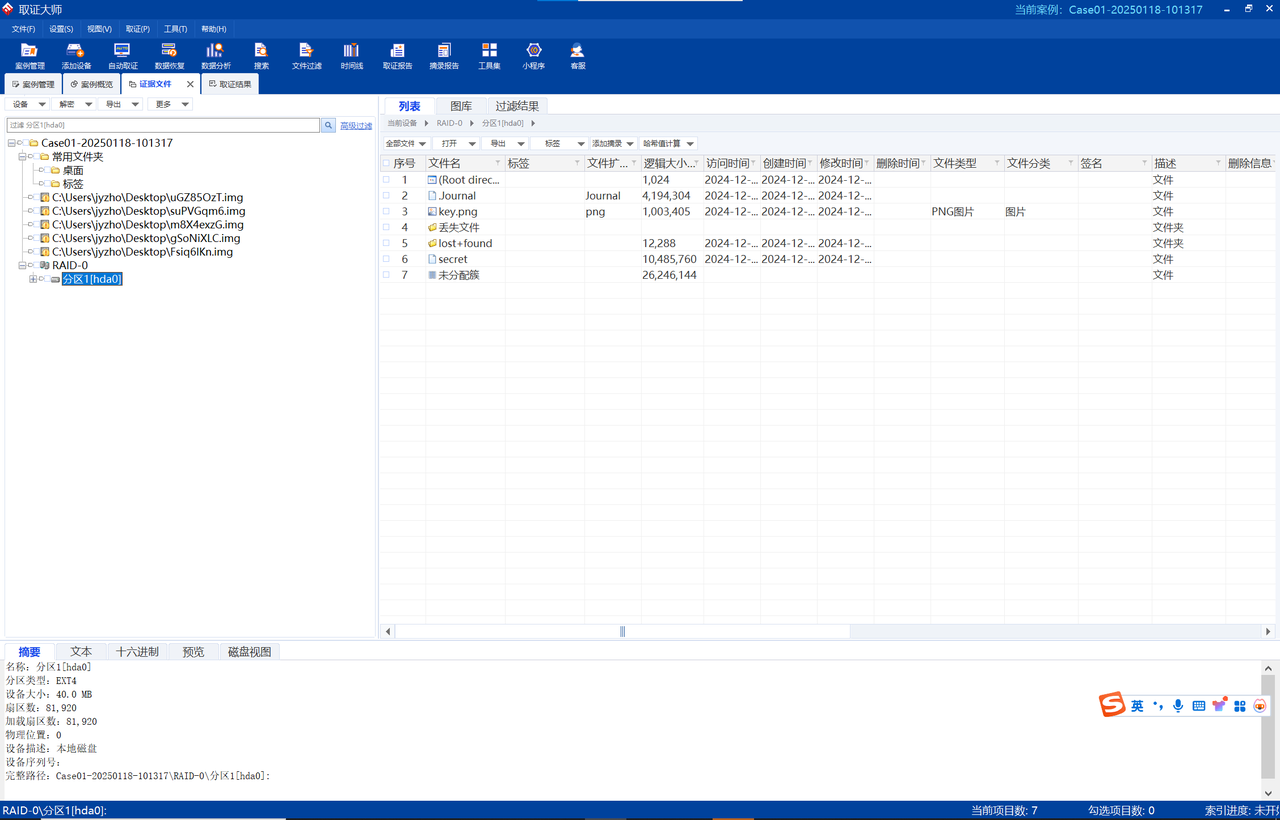 取证大师
当前案例: Case01-20250118-101317
文件(F) 设置(S) 视图(V) 取证(P) 工具(T) 帮助(H)
案例管理 添加设备 自动取证 数据恢复 数据分析 搜索 文件过滤 时间线 取证报告 摘录报告 工具集 小程序 客服
案例管理 案例概览 证据文件 取证结果
设备 解密 导出 更多
过滤 分区1[hda0] 高级过滤
Case01-20250118-101317
常用文件夹
桌面
标签
C:\Users\jyzho\Desktop\uGZ85OzT.img
C:\Users\jyzho\Desktop\suPVGqm6.img
C:\Users\jyzho\Desktop\m8X4exzG.img
C:\Users\jyzho\Desktop\gSoNiXLC.img
C:\Users\jyzho\Desktop\Fsiq6lKn.img
RAID-0
分区1[hda0]
列表 图库 过滤结果
当前设备 RAID-0 分区1[hda0]
全部文件 打开 导出 标签 添加摘录 哈希值计算
序号 文件名 标签 文件扩... 逻辑大小... 访问时间 创建时间 修改时间 删除时间 文件类型 文件分类 签名 描述 删除信息
1 (Root direc... 1,024 2024-12-... 2024-12-... 2024-12-... 文件
2 .Journal Journal 4,194,304 2024-12-... 2024-12-... 2024-12-... 文件
3 key.png png 1,003,405 2024-12-... 2024-12-... 2024-12-... PNG图片 图片 文件
4 丢失文件 文件夹
5 lost+found 12,288 2024-12-... 2024-12-... 2024-12-... 文件夹
6 secret 10,485,760 2024-12-... 2024-12-... 2024-12-... 文件
7 未分配簇 26,246,144 文件
摘要 文本 十六进制 预览 磁盘视图
名称: 分区1[hda0]
分区类型: EXT4
设备大小: 40.0 MB
扇区数: 81,920
加载扇区数: 81,920
物理位置: 0
设备描述: 本地磁盘
设备序列号:
完整路径: Case01-20250118-101317\RAID-0\分区1[hda0]:
英
RAID-0\分区1[hda0]: 当前项目数: 7 勾选项目数: 0 索引进度: 未开